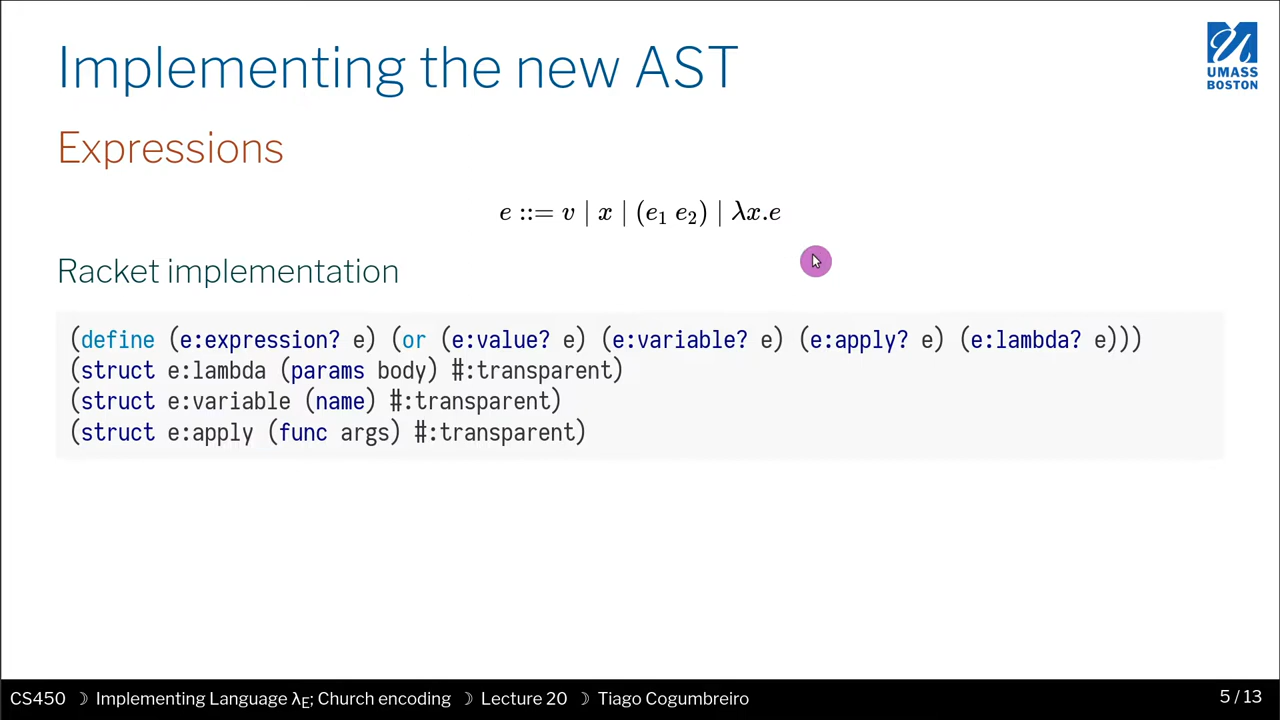 Implementing the new AST
UMASS
BOSTON
Expressions
e ::= v | x | (e₁ e₂) | λx.e
Racket implementation
(define (e:expression? e) (or (e:value? e) (e:variable? e) (e:apply? e) (e:lambda? e)))
(struct e:lambda (params body) #:transparent)
(struct e:variable (name) #:transparent)
(struct e:apply (func args) #:transparent)
CS450 ☽ Implementing Language λE; Church encoding ☽ Lecture 20 ☽ Tiago Cogumbreiro
5 / 13